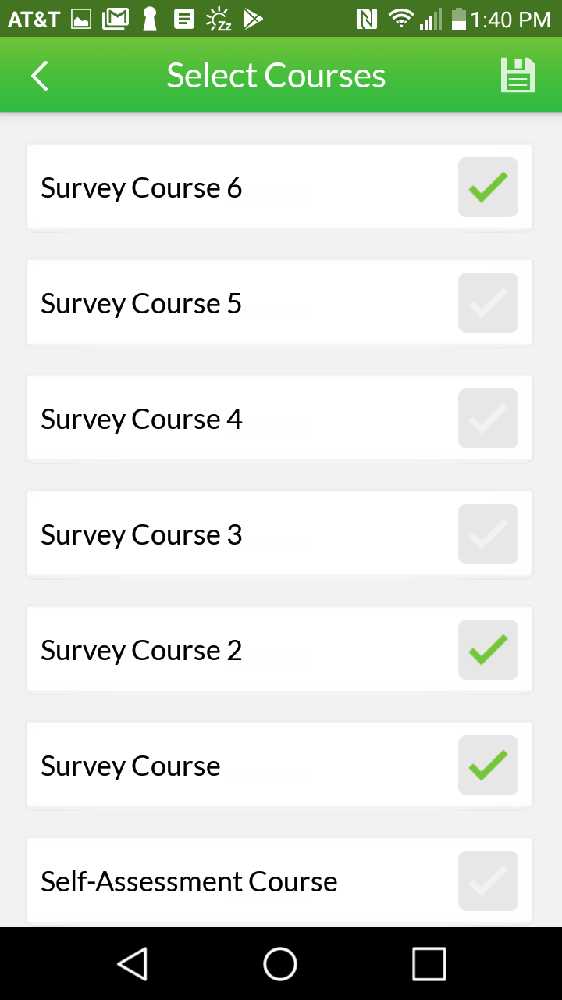 AT&T 1:40 PM
Select Courses
Survey Course 6
Survey Course 5
Survey Course 4
Survey Course 3
Survey Course 2
Survey Course
Self-Assessment Course